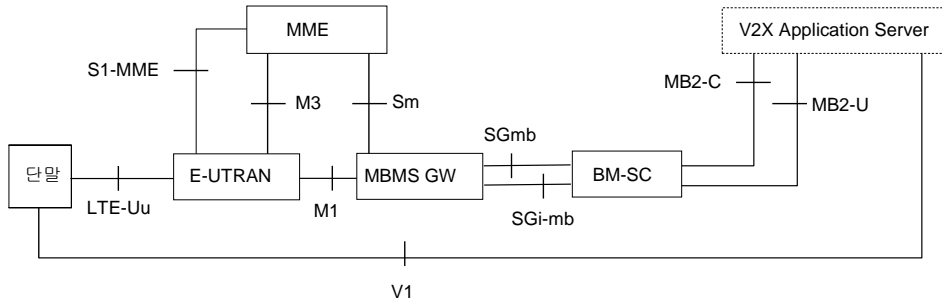 V2X Application Server
MME
S1-MME
MB2-C
M3
Sm
MB2-U
SGmb
단말
E-UTRAN
MBMS GW
BM-SC
LTE-Uu
M1
SGi-mb
V1